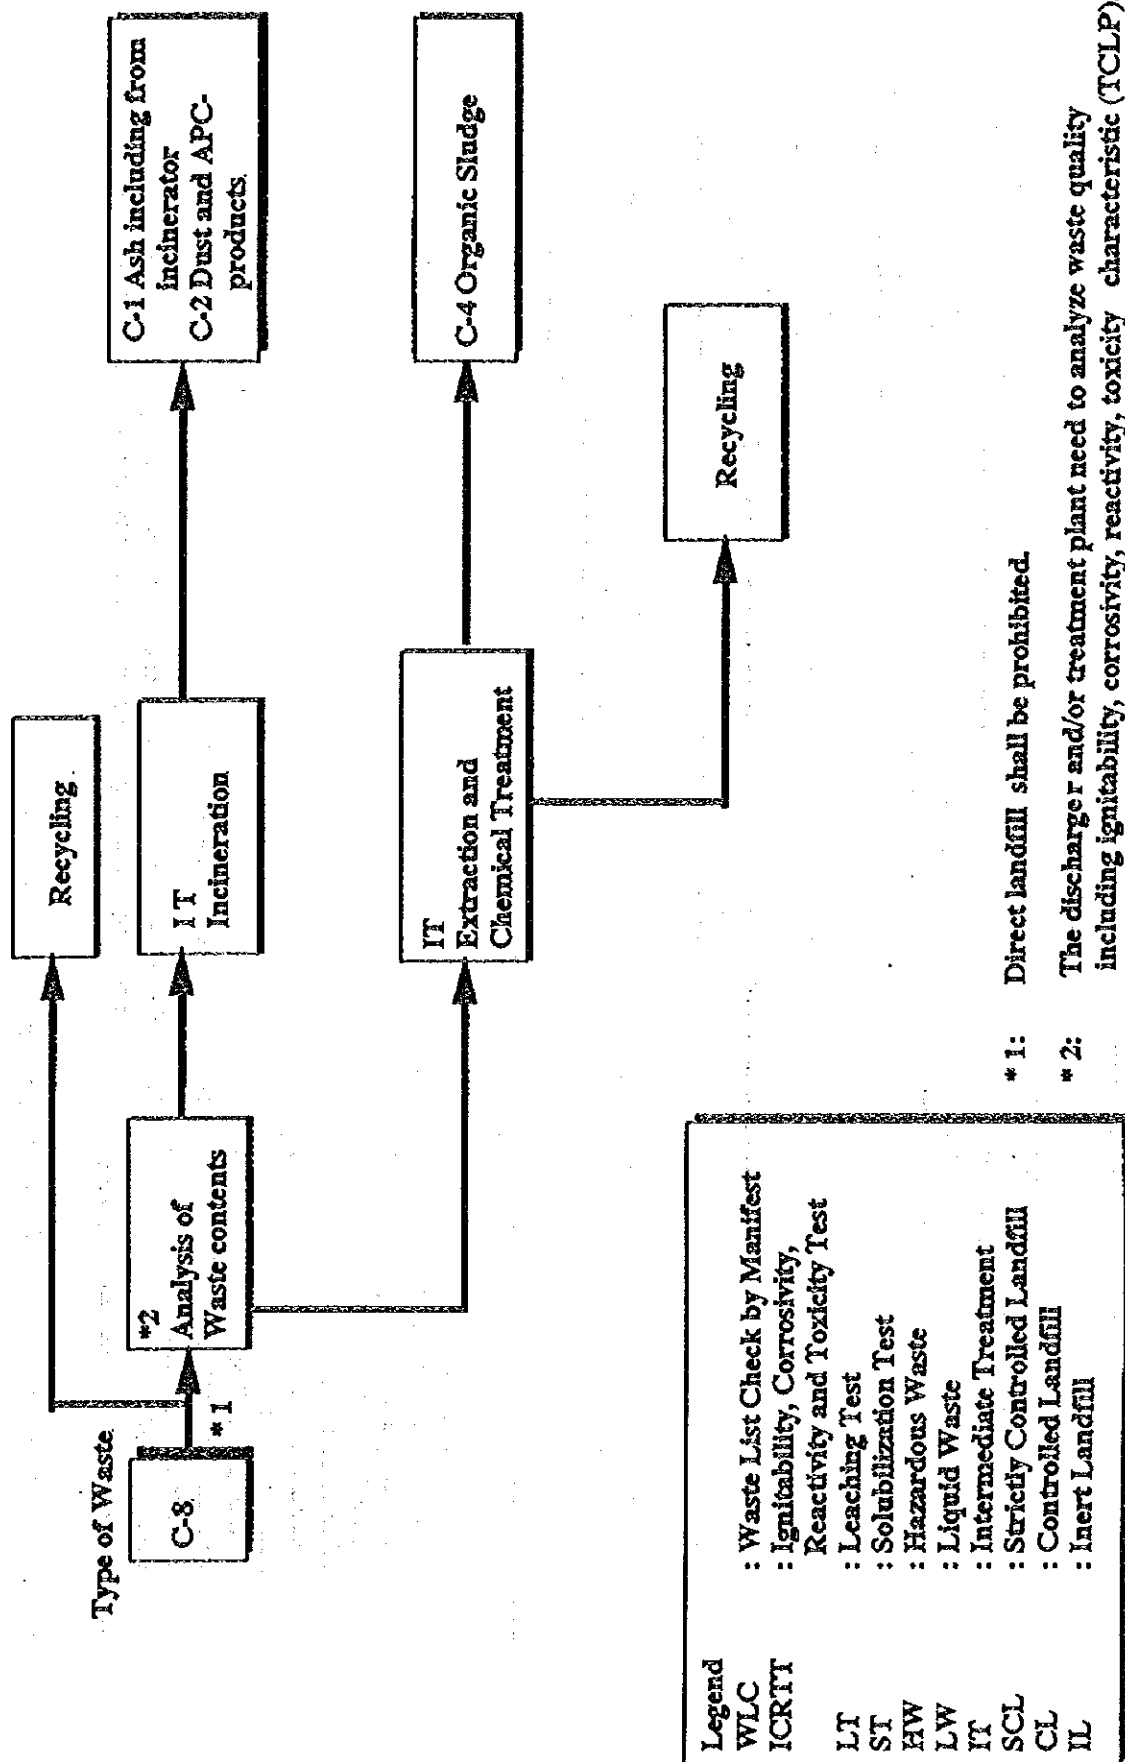 Type of Waste
C-8
* 1
*2
Analysis of
Waste contents
Recycling
I T
Incineration
C-1 Ash including from
incinerator
C-2 Dust and APC-
products
IT
Extraction and
Chemical Treatment
C-4 Organic Sludge
Recycling
Legend
WLC : Waste List Check by Manifest
ICRTT : Ignitability, Corrosivity,
Reactivity and Toxicity Test
LT : Leaching Test
ST : Solubilization Test
HW : Hazardous Waste
LW : Liquid Waste
IT : Intermediate Treatment
SCL : Strictly Controlled Landfill
CL : Controlled Landfill
IL : Inert Landfill
* 1: Direct landfill shall be prohibited.
* 2: The discharger and/or treatment plant need to analyze waste quality
including ignitability, corrosivity, reactivity, toxicity characteristic (TCLP)